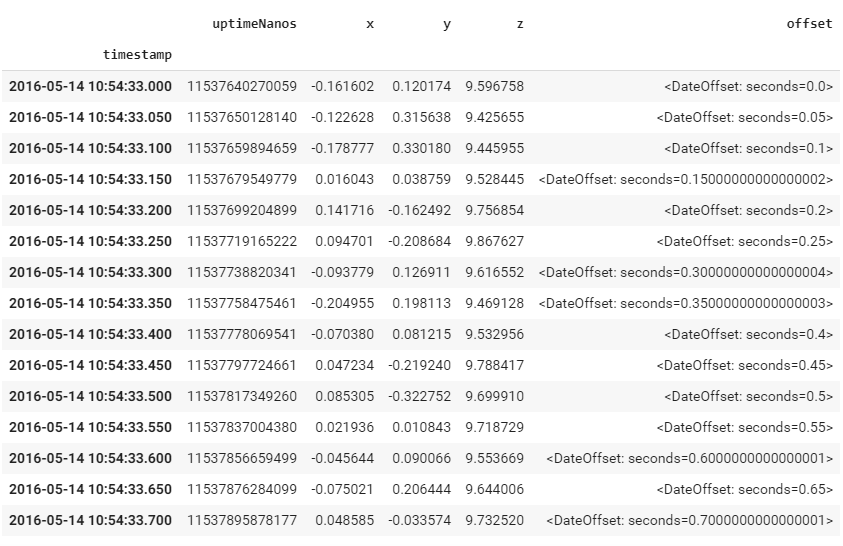 uptimeNanos x y z offset
timestamp
2016-05-14 10:54:33.000 11537640270059 -0.161602 0.120174 9.596758 <DateOffset: seconds=0.0>
2016-05-14 10:54:33.050 11537650128140 -0.122628 0.315638 9.425655 <DateOffset: seconds=0.05>
2016-05-14 10:54:33.100 11537659894659 -0.178777 0.330180 9.445955 <DateOffset: seconds=0.1>
2016-05-14 10:54:33.150 11537679549779 0.016043 0.038759 9.528445 <DateOffset: seconds=0.15000000000000002>
2016-05-14 10:54:33.200 11537699204899 0.141716 -0.162492 9.756854 <DateOffset: seconds=0.2>
2016-05-14 10:54:33.250 11537719165222 0.094701 -0.208684 9.867627 <DateOffset: seconds=0.25>
2016-05-14 10:54:33.300 11537738820341 -0.093779 0.126911 9.616552 <DateOffset: seconds=0.30000000000000004>
2016-05-14 10:54:33.350 11537758475461 -0.204955 0.198113 9.469128 <DateOffset: seconds=0.35000000000000003>
2016-05-14 10:54:33.400 11537778069541 -0.070380 0.081215 9.532956 <DateOffset: seconds=0.4>
2016-05-14 10:54:33.450 11537797724661 0.047234 -0.219240 9.788417 <DateOffset: seconds=0.45>
2016-05-14 10:54:33.500 11537817349260 0.085305 -0.322752 9.699910 <DateOffset: seconds=0.5>
2016-05-14 10:54:33.550 11537837004380 0.021936 0.010843 9.718729 <DateOffset: seconds=0.55>
2016-05-14 10:54:33.600 11537856659499 -0.045644 0.090066 9.553669 <DateOffset: seconds=0.6000000000000001>
2016-05-14 10:54:33.650 11537876284099 -0.075021 0.206444 9.644006 <DateOffset: seconds=0.65>
2016-05-14 10:54:33.700 11537895878177 0.048585 -0.033574 9.732520 <DateOffset: seconds=0.7000000000000001>